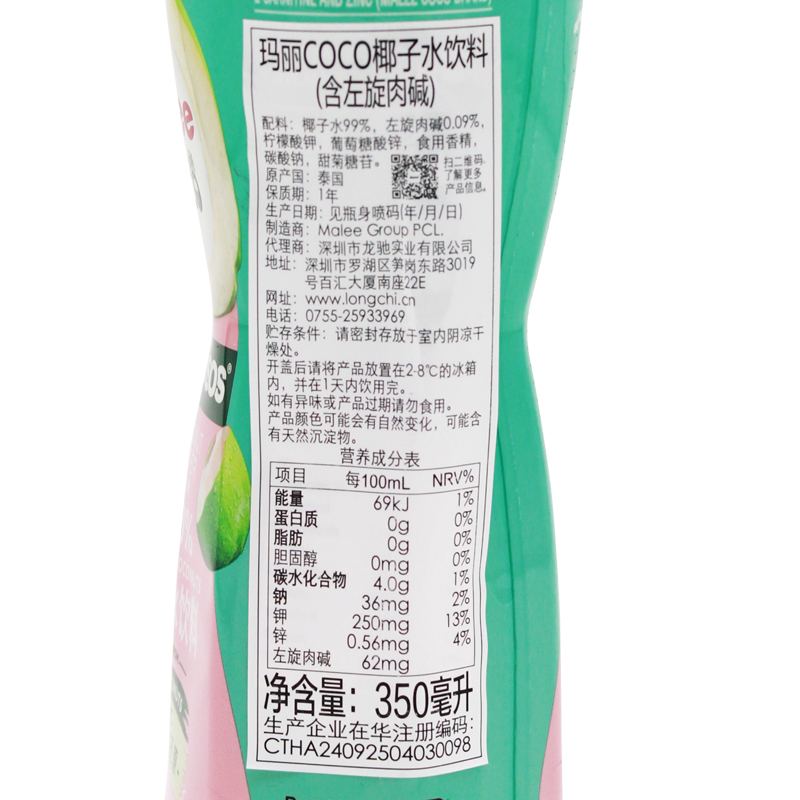 L-CARNITINE AND ZINC (MALEE COCO BRAND)
玛丽COCO椰子水饮料
(含左旋肉碱)
配料：椰子水99%，左旋肉碱0.09%，
柠檬酸钾，葡萄糖酸锌，食用香精，
碳酸钠，甜菊糖苷。
扫二维码
了解更多
产品信息。
原产国：泰国
保质期：1年
生产日期：见瓶身喷码(年/月/日)
制造商：Malee Group PCL.
代理商：深圳市龙驰实业有限公司
地址：深圳市罗湖区笋岗东路3019
号百汇大厦南座22E
网址：www.longchi.cn
电话：0755-25933969
贮存条件：请密封存放于室内阴凉干
燥处。
开盖后请将产品放置在2-8℃的冰箱
内，并在1天内饮用完。
如有异味或产品过期请勿食用。
产品颜色可能会有自然变化，可能含
有天然沉淀物。
营养成分表
项目 每100mL NRV%
能量 69kJ 1%
蛋白质 0g 0%
脂肪 0g 0%
胆固醇 0mg 0%
碳水化合物 4.0g 1%
钠 36mg 2%
钾 250mg 13%
锌 0.56mg 4%
左旋肉碱 62mg
净含量：350毫升
生产企业在华注册编码：
CTHA24092504030098